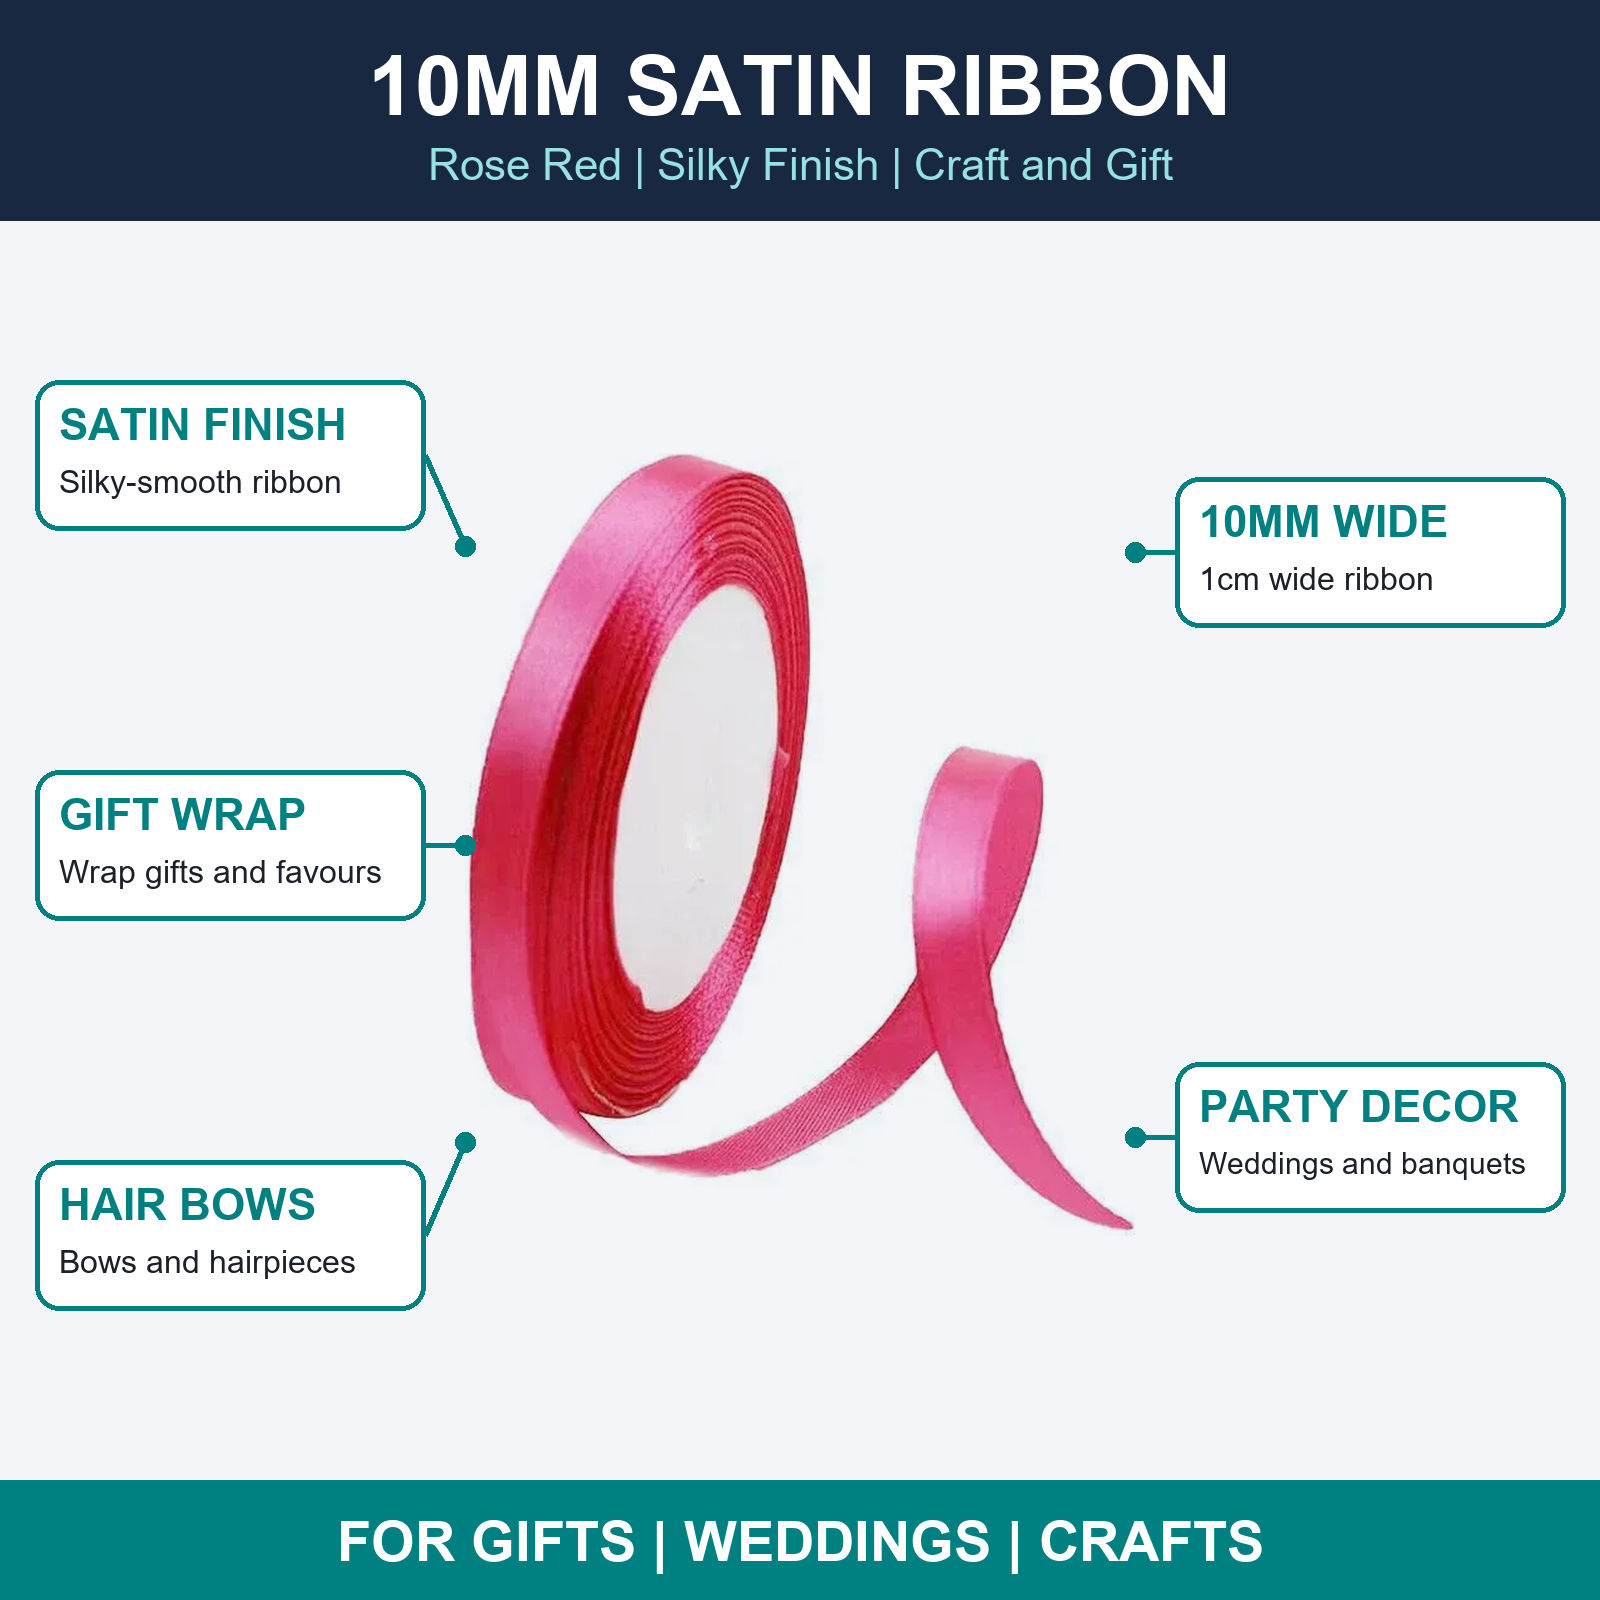 10MM SATIN RIBBON
Rose Red | Silky Finish | Craft and Gift
SATIN FINISH
Silky-smooth ribbon
10MM WIDE
1cm wide ribbon
GIFT WRAP
Wrap gifts and favours
PARTY DECOR
Weddings and banquets
HAIR BOWS
Bows and hairpieces
FOR GIFTS | WEDDINGS | CRAFTS